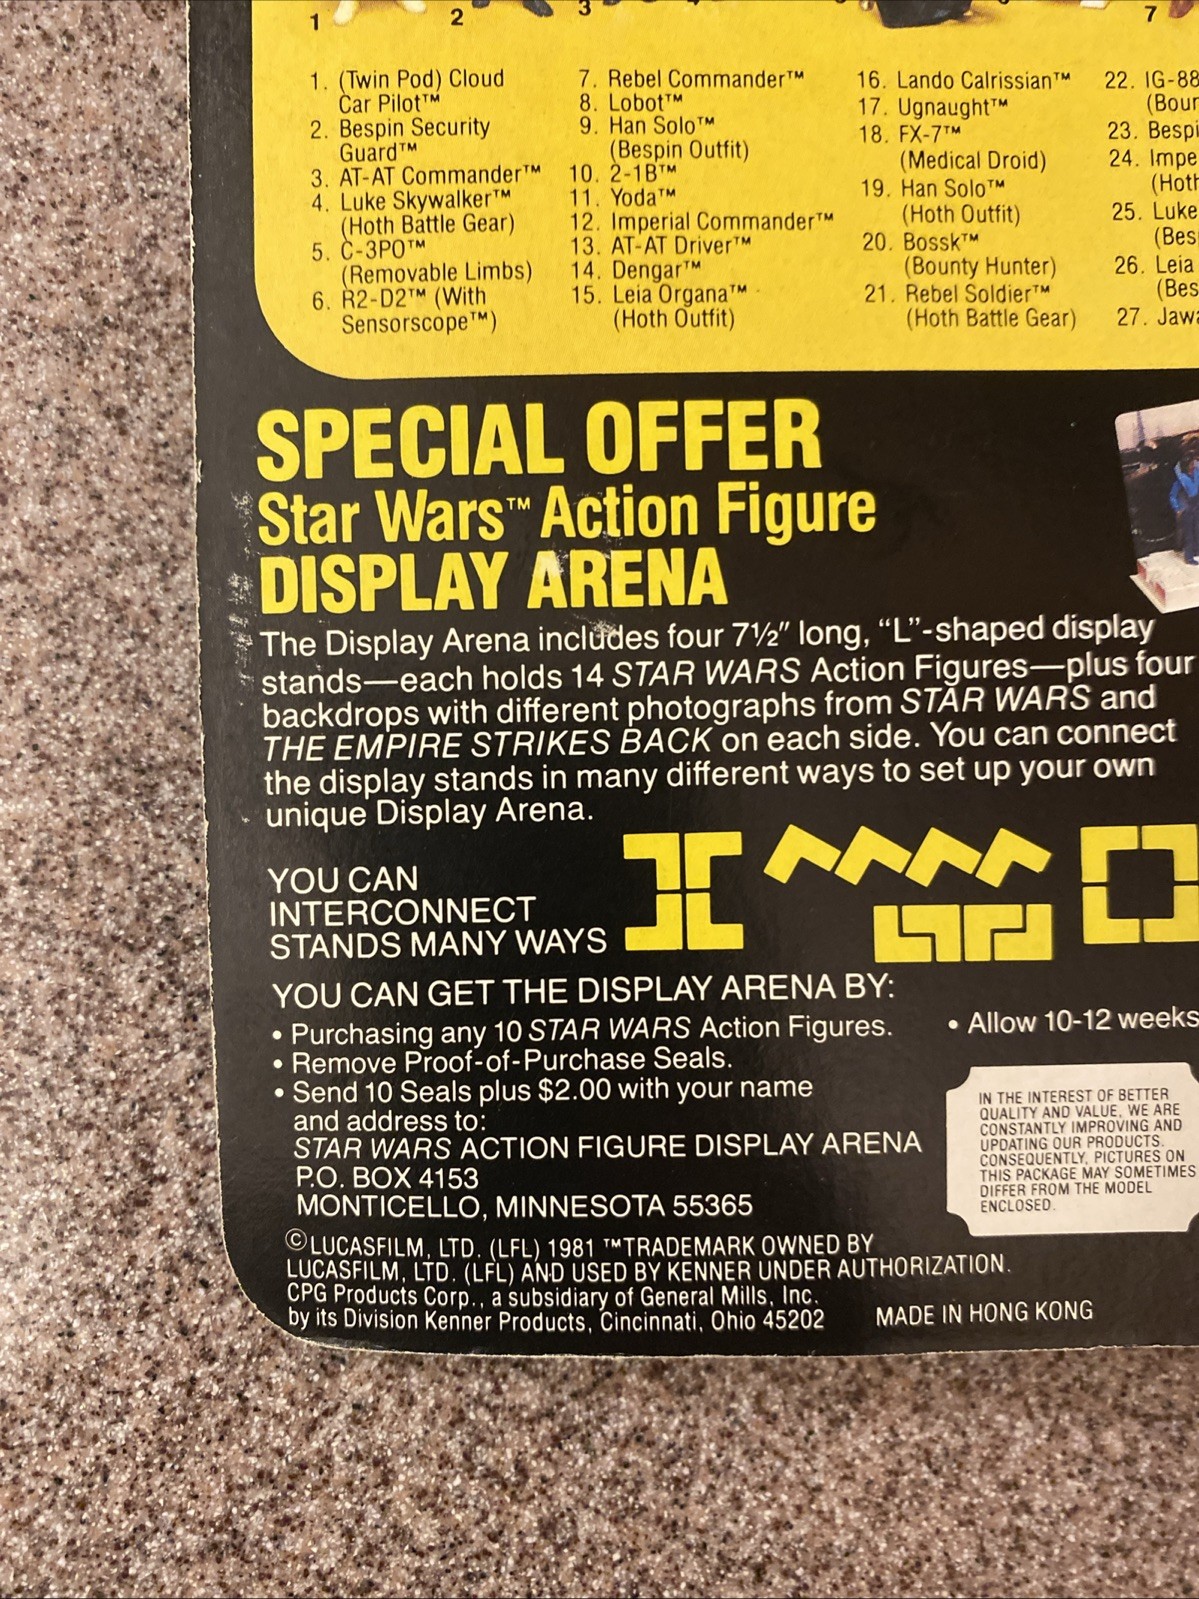 1
2
3
7
1. (Twin Pod) Cloud
Car Pilot™
2. Bespin Security
Guard™
3. AT-AT Commander™
4. Luke Skywalker™
(Hoth Battle Gear)
5. C-3PO™
(Removable Limbs)
6. R2-D2™ (With
Sensorscope™)
7. Rebel Commander™
8. Lobot™
9. Han Solo™
(Bespin Outfit)
10. 2-1B™
11. Yoda™
12. Imperial Commander™
13. AT-AT Driver™
14. Dengar™
15. Leia Organa™
(Hoth Outfit)
16. Lando Calrissian™
17. Ugnaught™
18. FX-7™
(Medical Droid)
19. Han Solo™
(Hoth Outfit)
20. Bossk™
(Bounty Hunter)
21. Rebel Soldier™
(Hoth Battle Gear)
22. IG-88
(Boun
23. Bespi
24. Impe
(Hoth
25. Luke
(Bes
26. Leia
(Bes
27. Jawa
SPECIAL OFFER
Star Wars™ Action Figure
DISPLAY ARENA
The Display Arena includes four 7½" long, “L”-shaped display
stands—each holds 14 STAR WARS Action Figures—plus four
backdrops with different photographs from STAR WARS and
THE EMPIRE STRIKES BACK on each side. You can connect
the display stands in many different ways to set up your own
unique Display Arena.
YOU CAN
INTERCONNECT
STANDS MANY WAYS
YOU CAN GET THE DISPLAY ARENA BY:
• Purchasing any 10 STAR WARS Action Figures.
• Remove Proof-of-Purchase Seals.
• Send 10 Seals plus $2.00 with your name
and address to:
STAR WARS ACTION FIGURE DISPLAY ARENA
P.O. BOX 4153
MONTICELLO, MINNESOTA 55365
• Allow 10-12 weeks
IN THE INTEREST OF BETTER
QUALITY AND VALUE, WE ARE
CONSTANTLY IMPROVING AND
UPDATING OUR PRODUCTS.
CONSEQUENTLY, PICTURES ON
THIS PACKAGE MAY SOMETIMES
DIFFER FROM THE MODEL
ENCLOSED.
©LUCASFILM, LTD. (LFL) 1981 ™TRADEMARK OWNED BY
LUCASFILM, LTD. (LFL) AND USED BY KENNER UNDER AUTHORIZATION.
CPG Products Corp., a subsidiary of General Mills, Inc.
by its Division Kenner Products, Cincinnati, Ohio 45202
MADE IN HONG KONG